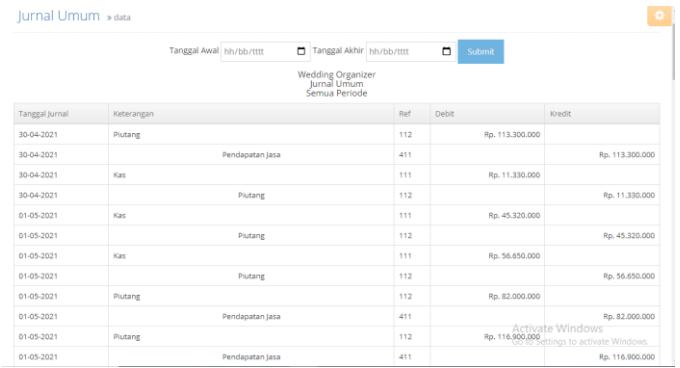 Jurnal Umum » data
Tanggal Awal hh/bb/tttt Tanggal Akhir hh/bb/tttt Submit
Wedding Organizer
Jurnal Umum
Semua Periode
Tanggal Jurnal Keterangan Ref Debit Kredit
30-04-2021 Piutang 112 Rp. 113.300.000
30-04-2021 Pendapatan Jasa 411 Rp. 113.300.000
30-04-2021 Kas 111 Rp. 11.330.000
30-04-2021 Piutang 112 Rp. 11.330.000
01-05-2021 Kas 111 Rp. 45.320.000
01-05-2021 Piutang 112 Rp. 45.320.000
01-05-2021 Kas 111 Rp. 56.650.000
01-05-2021 Piutang 112 Rp. 56.650.000
01-05-2021 Piutang 112 Rp. 82.000.000
01-05-2021 Pendapatan Jasa 411 Rp. 82.000.000
Activate Windows
01-05-2021 Piutang 112 Rp. 116.900.000
Go to Settings to activate Windows.
01-05-2021 Pendapatan Jasa 411 Rp. 116.900.000